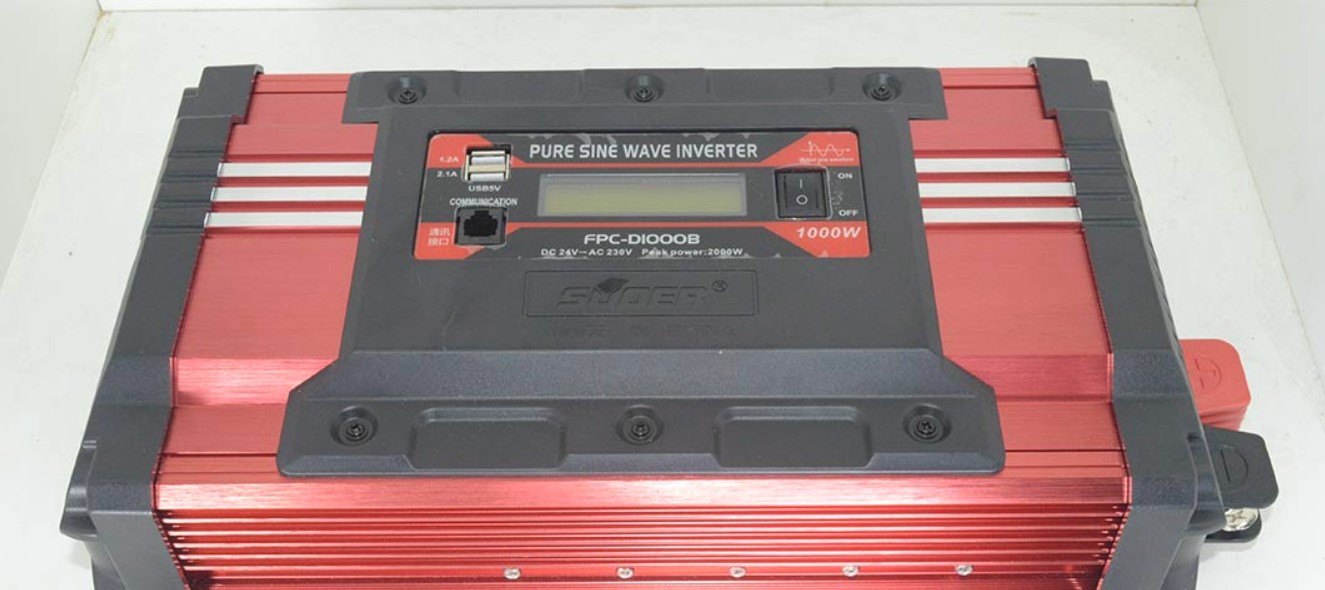 PURE SINE WAVE INVERTER
1.2A
2.1A
USB5V
ON
OFF
COMMUNICATION
通讯
接口
FPC-D1000B
1000W
DC 24V—AC 230V Peak power:2000W
SUOER®